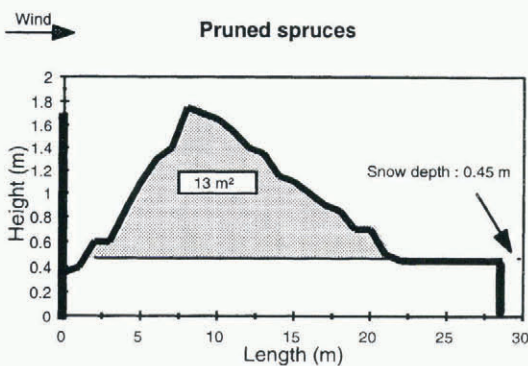 Wind
Pruned spruces
Height (m)
2
1.8
1.6
1.4
1.2
1
0.8
0.6
0.4
0.2
0
13 m²
Snow depth : 0.45 m
0 5 10 15 20 25 30
Length (m)